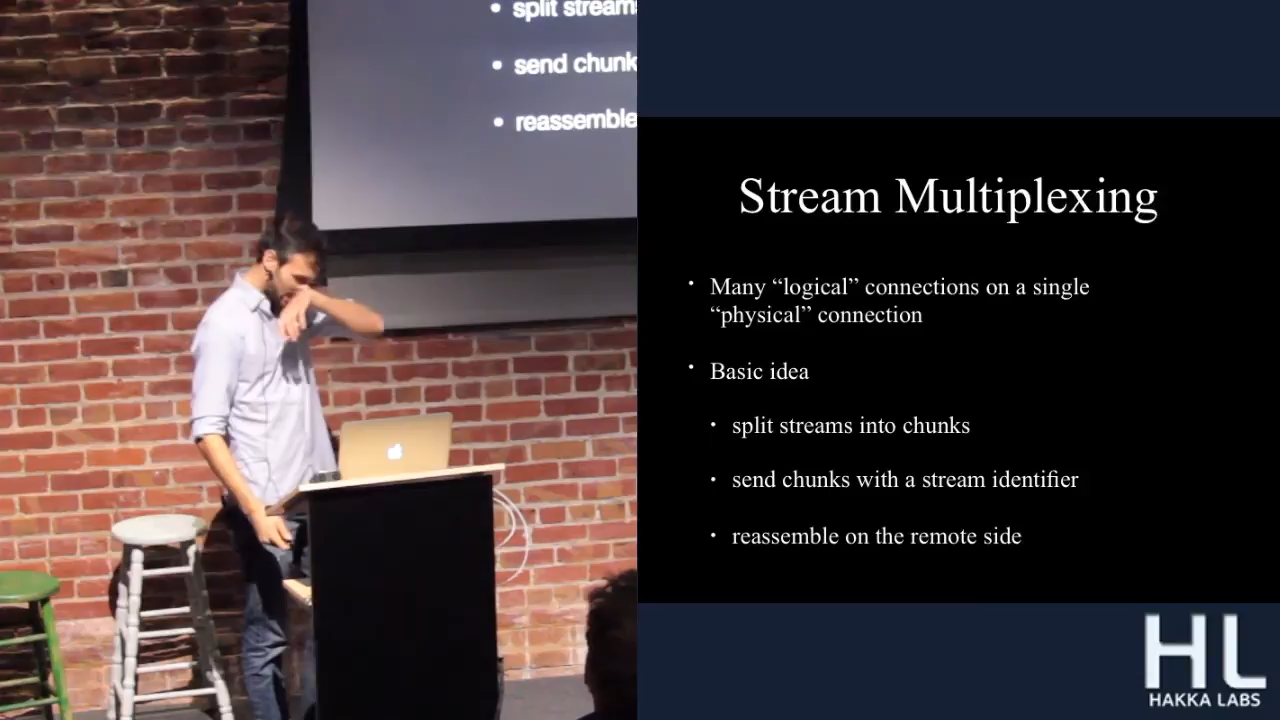 • split streams
• send chunk
• reassemble
Stream Multiplexing
• Many “logical” connections on a single
“physical” connection
• Basic idea
• split streams into chunks
• send chunks with a stream identifier
• reassemble on the remote side
HL
HAKKA LABS